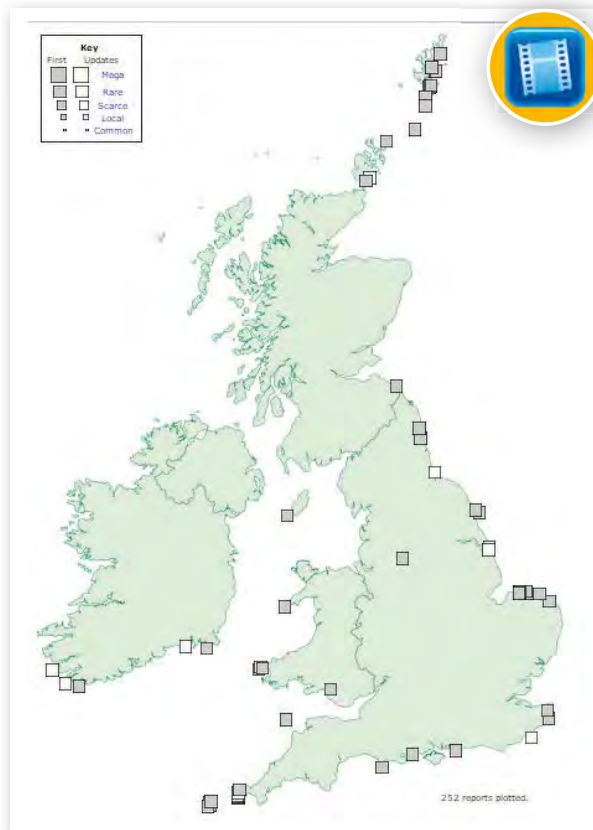 Key
First Updates
Mega
Rare
Scarce
Local
Common
252 reports plotted.